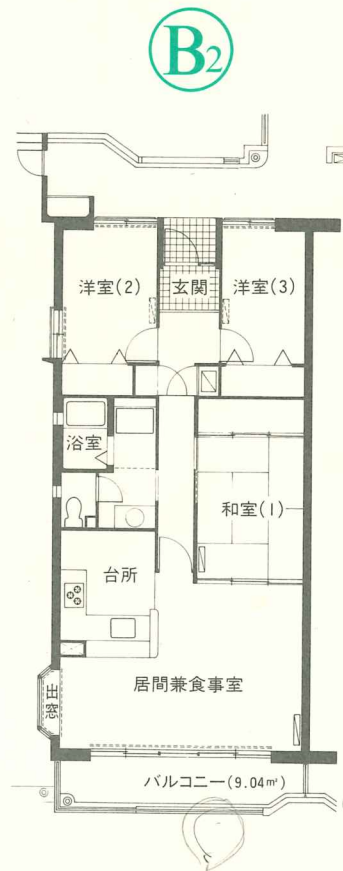 B2
洋室(2)
玄関
洋室(3)
浴室
和室(1)
台所
居間兼食事室
出窓
バルコニー(9.04㎡)